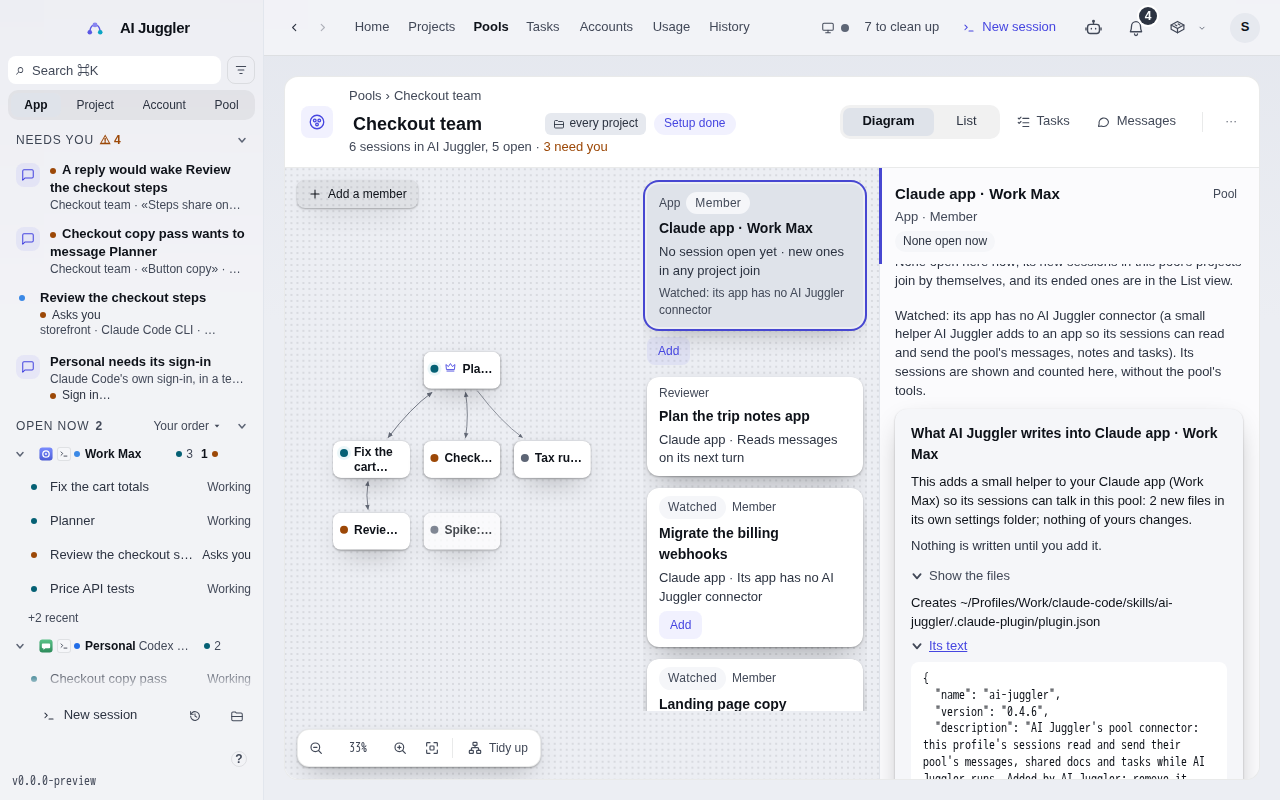 AI Juggler
Search ⌘K
App Project Account Pool
NEEDS YOU 4
A reply would wake Review the checkout steps
Checkout team · «Steps share on…
Checkout copy pass wants to message Planner
Checkout team · «Button copy» · …
Review the checkout steps
Asks you
storefront · Claude Code CLI · …
Personal needs its sign-in
Claude Code's own sign-in, in a te…
Sign in…
OPEN NOW 2 Your order
Work Max 3 1
Fix the cart totals Working
Planner Working
Review the checkout s… Asks you
Price API tests Working
+2 recent
Personal Codex … 2
Checkout copy pass Working
New session
?
v0.0.0-preview
Home Projects Pools Tasks Accounts Usage History
7 to clean up
New session
4
S
Pools › Checkout team
Checkout team
every project
Setup done
6 sessions in AI Juggler, 5 open · 3 need you
Diagram List
Tasks
Messages
Add a member
Pla…
Fix the cart…
Check…
Tax ru…
Revie…
Spike:…
33%
Tidy up
App Member
Claude app · Work Max
No session open yet · new ones
in any project join
Watched: its app has no AI Juggler
connector
Add
Reviewer
Plan the trip notes app
Claude app · Reads messages
on its next turn
Watched Member
Migrate the billing
webhooks
Claude app · Its app has no AI
Juggler connector
Add
Watched Member
Landing page copy
Claude app · Work Max Pool
App · Member
None open now
None open here now; its new sessions in this pool's projects
join by themselves, and its ended ones are in the List view.
Watched: its app has no AI Juggler connector (a small
helper AI Juggler adds to an app so its sessions can read
and send the pool's messages, notes and tasks). Its
sessions are shown and counted here, without the pool's
tools.
What AI Juggler writes into Claude app · Work
Max
This adds a small helper to your Claude app (Work
Max) so its sessions can talk in this pool: 2 new files in
its own settings folder; nothing of yours changes.
Nothing is written until you add it.
Show the files
Creates ~/Profiles/Work/claude-code/skills/ai-
juggler/.claude-plugin/plugin.json
Its text
{
"name": "ai-juggler",
"version": "0.4.6",
"description": "AI Juggler's pool connector:
this profile's sessions read and send their
pool's messages, shared docs and tasks while AI
Juggler runs. Added by AI Juggler; remove it